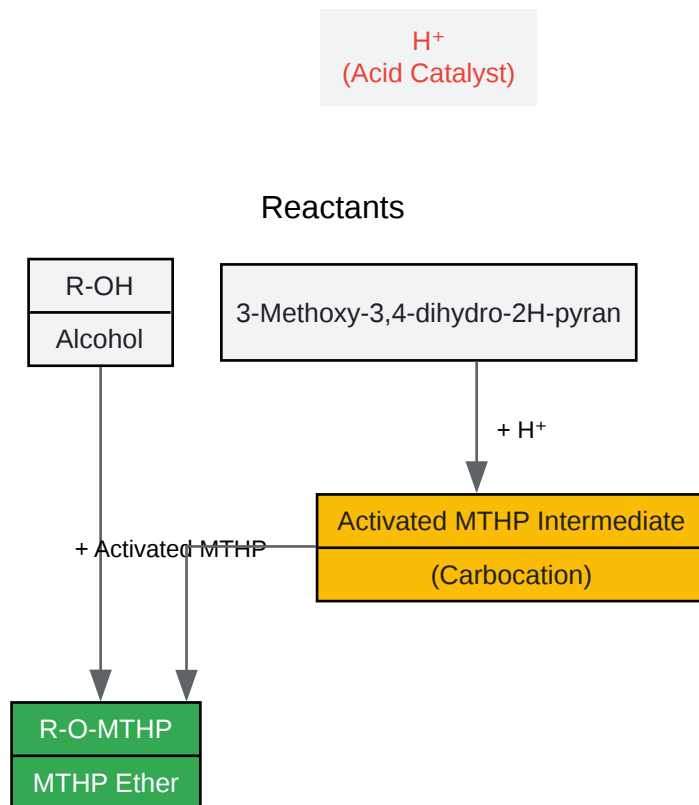 H⁺
(Acid Catalyst)
Reactants
R-OH
Alcohol
3-Methoxy-3,4-dihydro-2H-pyran
+ H⁺
Activated MTHP Intermediate
(Carbocation)
+ Activated MTHP
R-O-MTHP
MTHP Ether